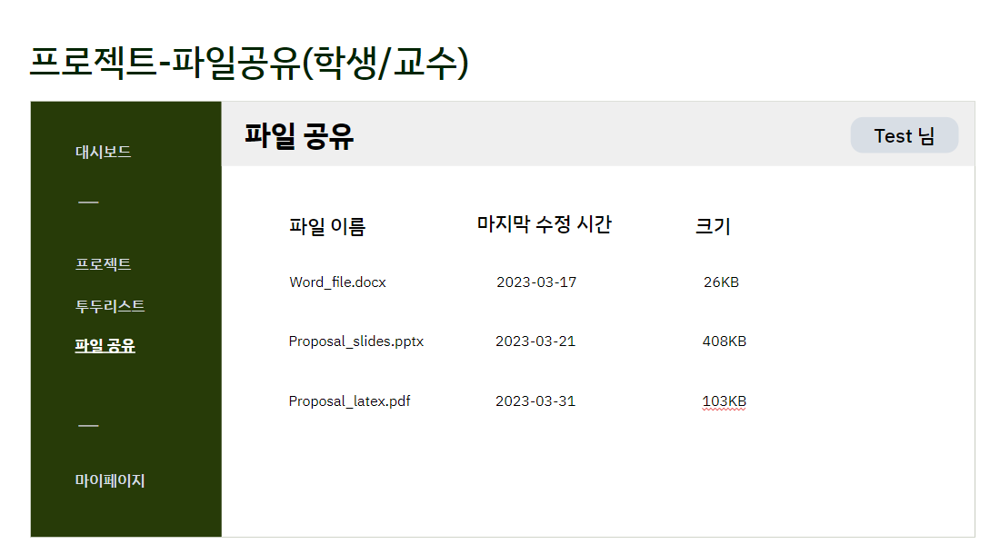 프로젝트-파일공유(학생/교수)
대시보드
프로젝트
투두리스트
파일 공유
마이페이지
파일 공유
Test 님
파일 이름 마지막 수정 시간 크기
Word_file.docx 2023-03-17 26KB
Proposal_slides.pptx 2023-03-21 408KB
Proposal_latex.pdf 2023-03-31 103KB